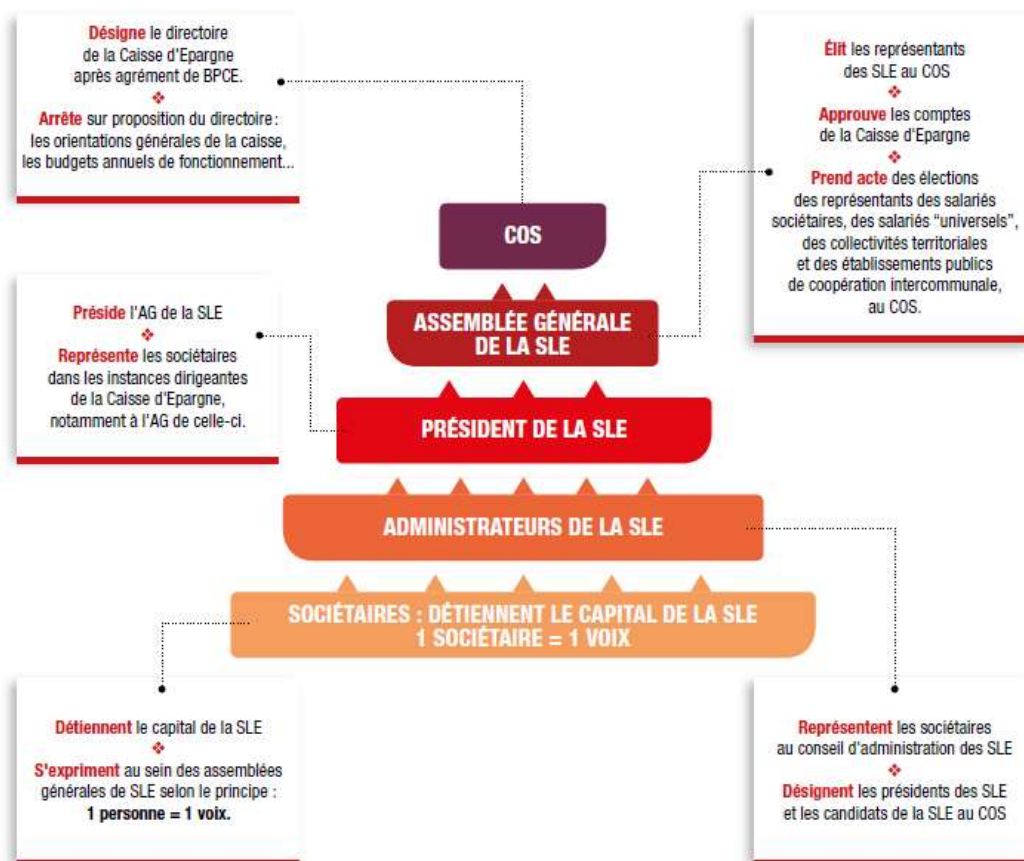 Désigne le directoire
de la Caisse d'Epargne
après agrément de BPCE.
Arrête sur proposition du directoire :
les orientations générales de la caisse,
les budgets annuels de fonctionnement...
Élit les représentants
des SLE au COS
Approuve les comptes
de la Caisse d'Epargne
Prend acte des élections
des représentants des salariés
sociétaires, des salariés “universels”,
des collectivités territoriales
et des établissements publics
de coopération intercommunale,
au COS.
COS
Préside l'AG de la SLE
Représente les sociétaires
dans les instances dirigeantes
de la Caisse d'Epargne,
notamment à l'AG de celle-ci.
ASSEMBLÉE GÉNÉRALE
DE LA SLE
PRÉSIDENT DE LA SLE
ADMINISTRATEURS DE LA SLE
SOCIÉTAIRES : DÉTIENNENT LE CAPITAL DE LA SLE
1 SOCIÉTAIRE = 1 VOIX
Détiennent le capital de la SLE
S'expriment au sein des assemblées
générales de SLE selon le principe :
1 personne = 1 voix.
Représentent les sociétaires
au conseil d'administration des SLE
Désignent les présidents des SLE
et les candidats de la SLE au COS